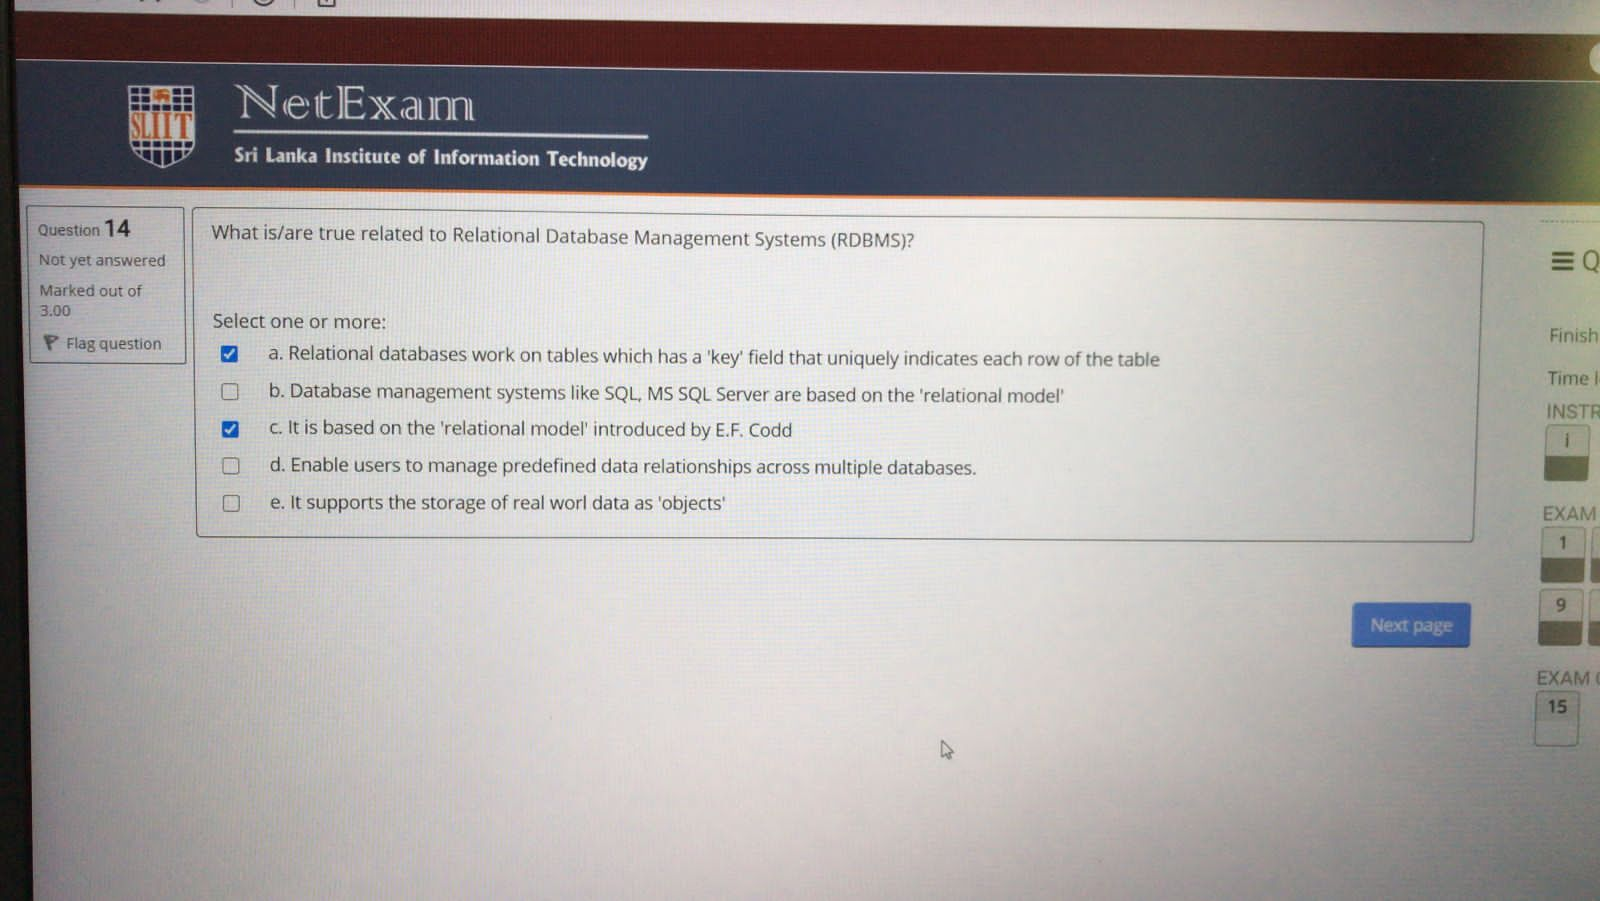 NetExam
SLIIT
Sri Lanka Institute of Information Technology
Question 14
Not yet answered
Marked out of
3.00
Flag question
What is/are true related to Relational Database Management Systems (RDBMS)?
Select one or more:
a. Relational databases work on tables which has a 'key' field that uniquely indicates each row of the table
b. Database management systems like SQL, MS SQL Server are based on the 'relational model'
c. It is based on the 'relational model' introduced by E.F. Codd
d. Enable users to manage predefined data relationships across multiple databases.
e. It supports the storage of real worl data as 'objects'
Next page
Finish
Time
INSTR
i
EXAM
1
9
EXAM
15